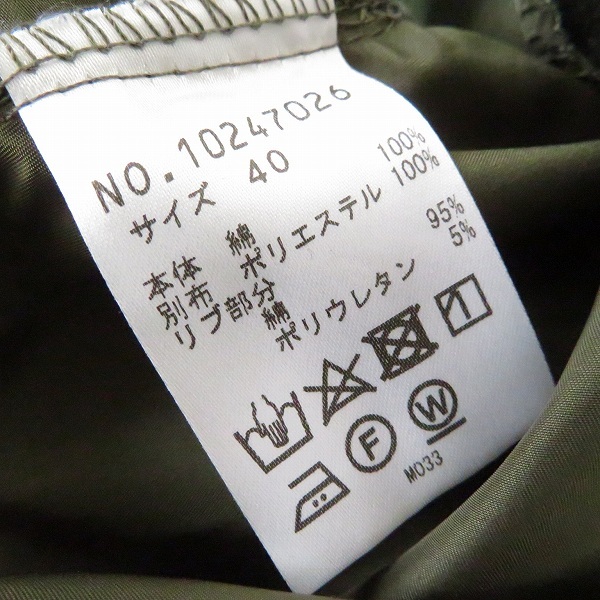 NO.10247026
サイズ 40
本体 綿 100%
別布 ポリエステル 100%
リブ部分
綿 95%
ポリウレタン 5%
F W
M033